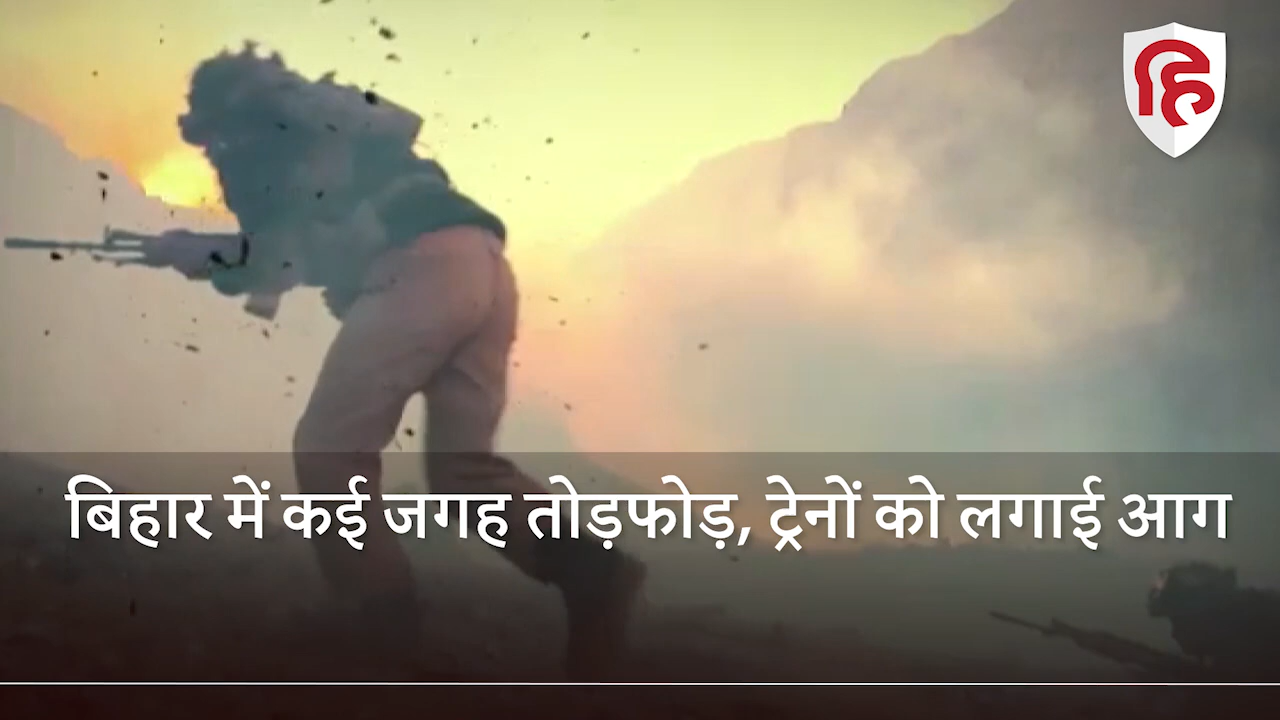 हि
बिहार में कई जगह तोड़फोड़, ट्रेनों को लगाई आग